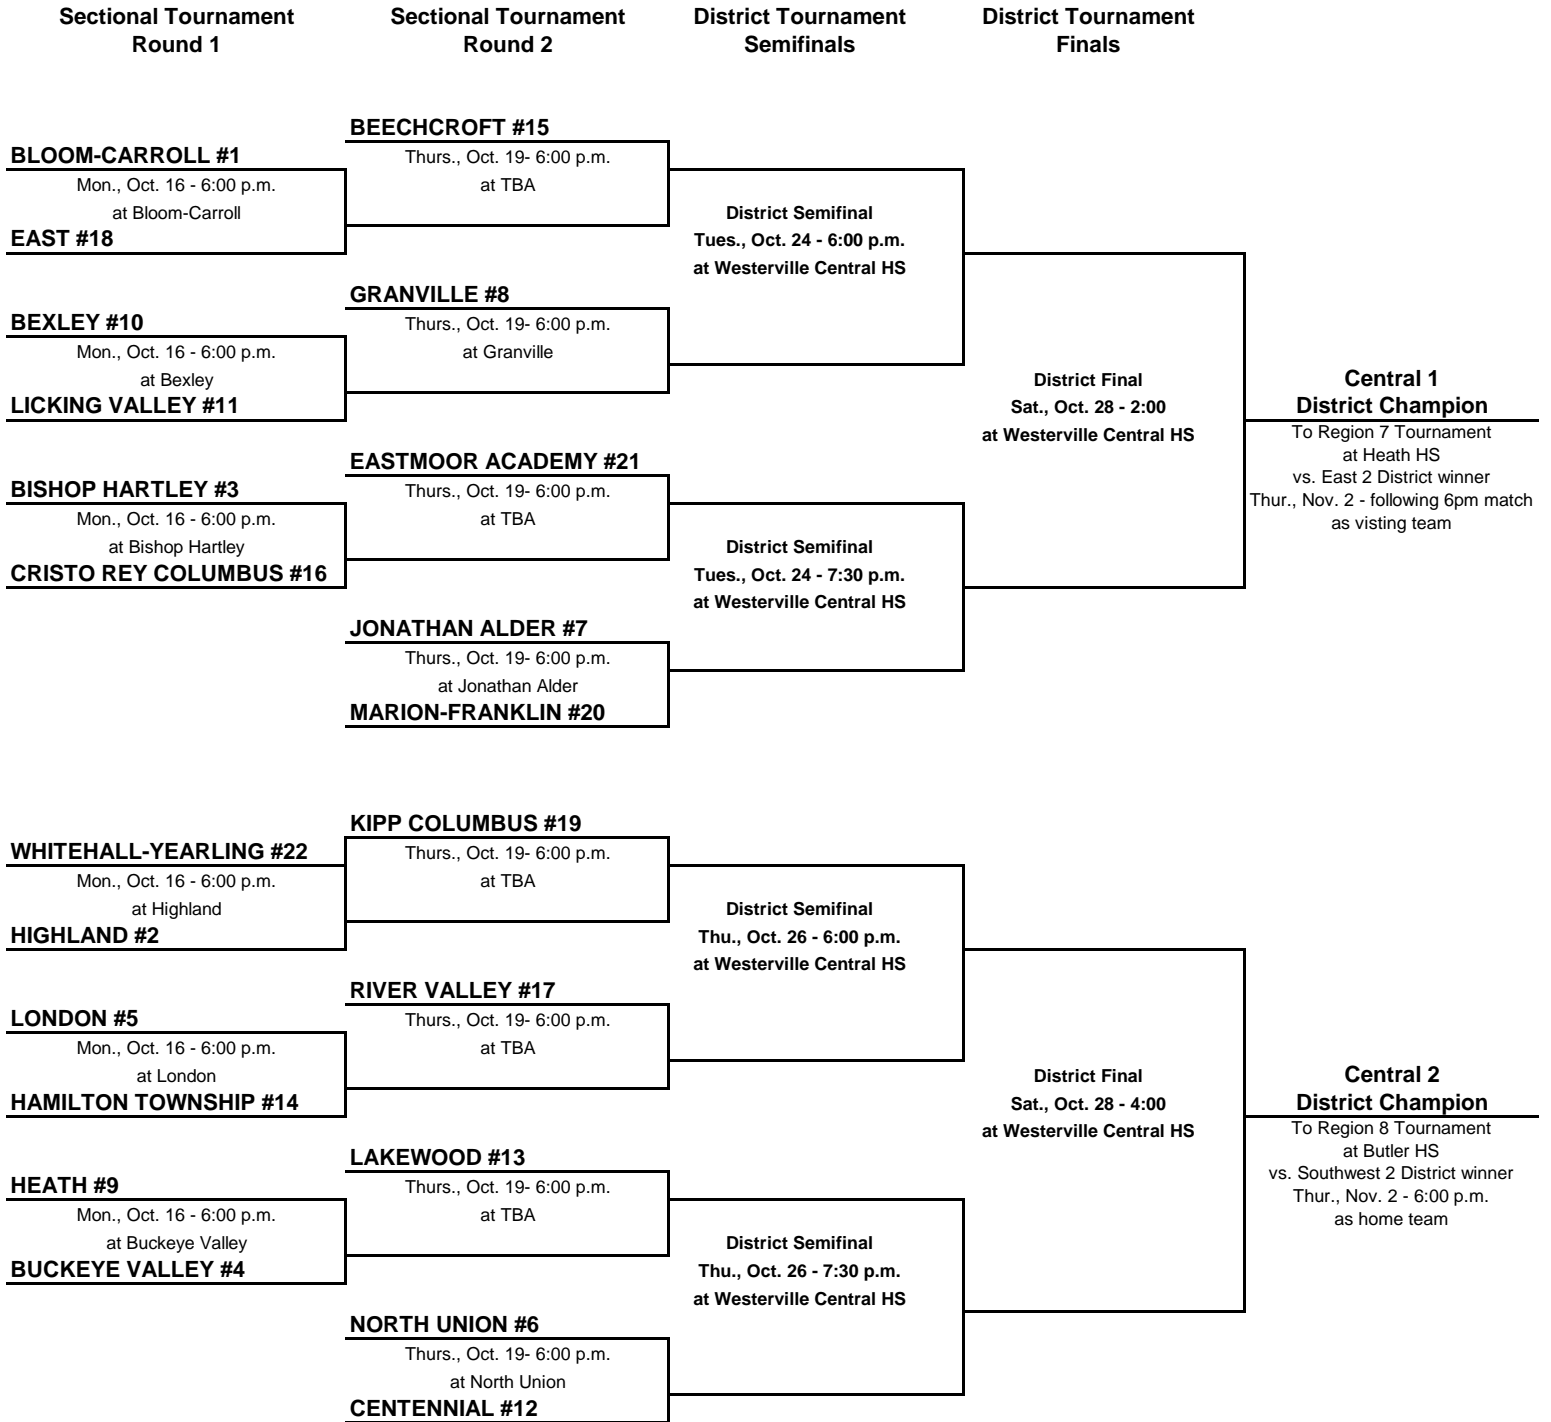 Sectional Tournament
Round 1
Sectional Tournament
Round 2
District Tournament
Semifinals
District Tournament
Finals
BEECHCROFT #15
BLOOM-CARROLL #1
Thurs., Oct. 19- 6:00 p.m.
Mon., Oct. 16 - 6:00 p.m.
at TBA
at Bloom-Carroll
District Semifinal
EAST #18
Tues., Oct. 24 - 6:00 p.m.
at Westerville Central HS
GRANVILLE #8
BEXLEY #10
Thurs., Oct. 19- 6:00 p.m.
Mon., Oct. 16 - 6:00 p.m.
at Granville
at Bexley
District Final
Central 1
LICKING VALLEY #11
Sat., Oct. 28 - 2:00
District Champion
at Westerville Central HS
To Region 7 Tournament
at Heath HS
EASTMOOR ACADEMY #21
vs. East 2 District winner
BISHOP HARTLEY #3
Thurs., Oct. 19- 6:00 p.m.
Thur., Nov. 2 - following 6pm match
Mon., Oct. 16 - 6:00 p.m.
at TBA
as visting team
at Bishop Hartley
District Semifinal
CRISTO REY COLUMBUS #16
Tues., Oct. 24 - 7:30 p.m.
at Westerville Central HS
JONATHAN ALDER #7
Thurs., Oct. 19- 6:00 p.m.
at Jonathan Alder
MARION-FRANKLIN #20
KIPP COLUMBUS #19
WHITEHALL-YEARLING #22
Thurs., Oct. 19- 6:00 p.m.
Mon., Oct. 16 - 6:00 p.m.
at TBA
at Highland
District Semifinal
HIGHLAND #2
Thu., Oct. 26 - 6:00 p.m.
at Westerville Central HS
RIVER VALLEY #17
LONDON #5
Thurs., Oct. 19- 6:00 p.m.
Mon., Oct. 16 - 6:00 p.m.
at TBA
at London
District Final
Central 2
HAMILTON TOWNSHIP #14
Sat., Oct. 28 - 4:00
District Champion
at Westerville Central HS
To Region 8 Tournament
at Butler HS
LAKEWOOD #13
vs. Southwest 2 District winner
HEATH #9
Thurs., Oct. 19- 6:00 p.m.
Thur., Nov. 2 - 6:00 p.m.
Mon., Oct. 16 - 6:00 p.m.
at TBA
as home team
at Buckeye Valley
District Semifinal
BUCKEYE VALLEY #4
Thu., Oct. 26 - 7:30 p.m.
at Westerville Central HS
NORTH UNION #6
Thurs., Oct. 19- 6:00 p.m.
at North Union
CENTENNIAL #12